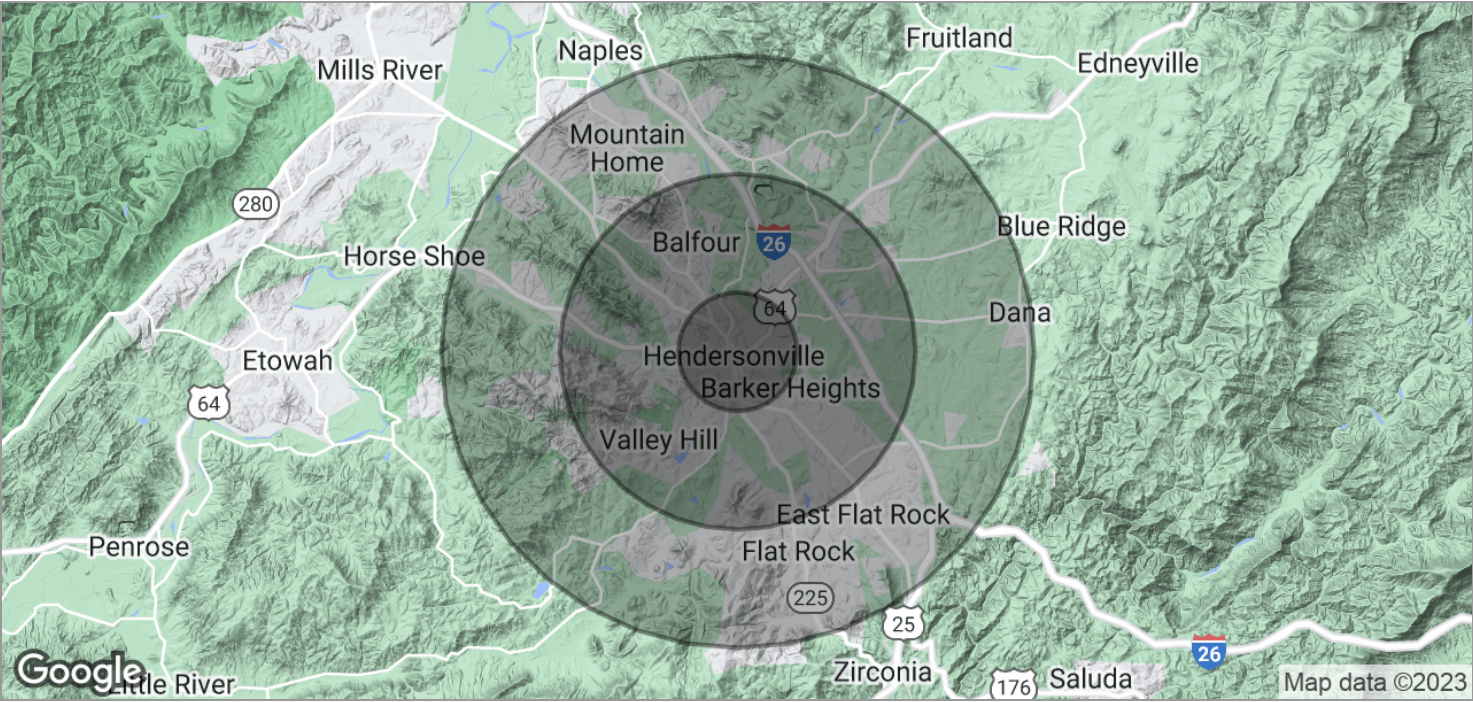 Naples
Fruitland
Edneyville
Mills River
Mountain
Home
280
Blue Ridge
Balfour
26
Horse Shoe
64
Dana
Hendersonville
Etowah
Barker Heights
64
Valley Hill
East Flat Rock
Penrose
Flat Rock
225
25
26
Zirconia
Saluda
176
Google
Little River
Map data ©2023